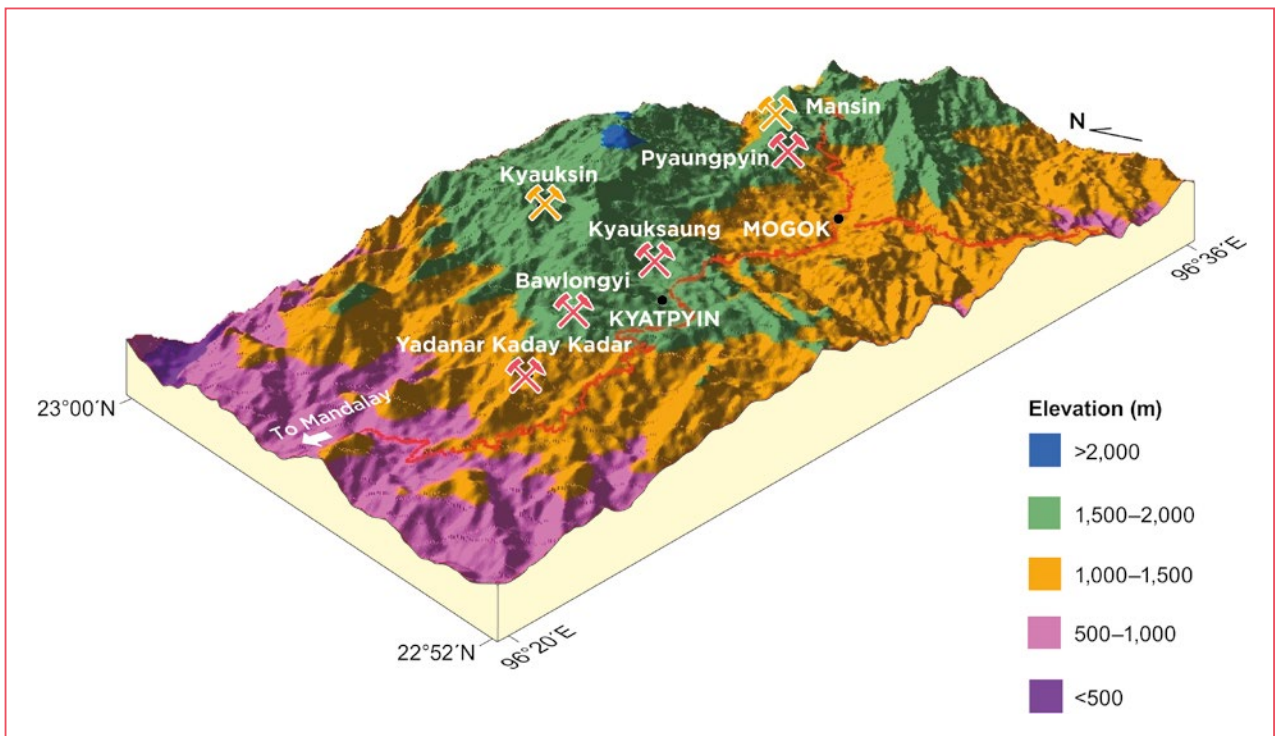 Mansin
N
Pyaungpyin
Kyauksin
Kyauksaung
MOGOK
Bawlongyi
KYATPYIN
Yadanar Kaday Kadar
To Mandalay
23°00´N
22°52´N
96°20´E
96°36´E
Elevation (m)
>2,000
1,500–2,000
1,000–1,500
500–1,000
<500